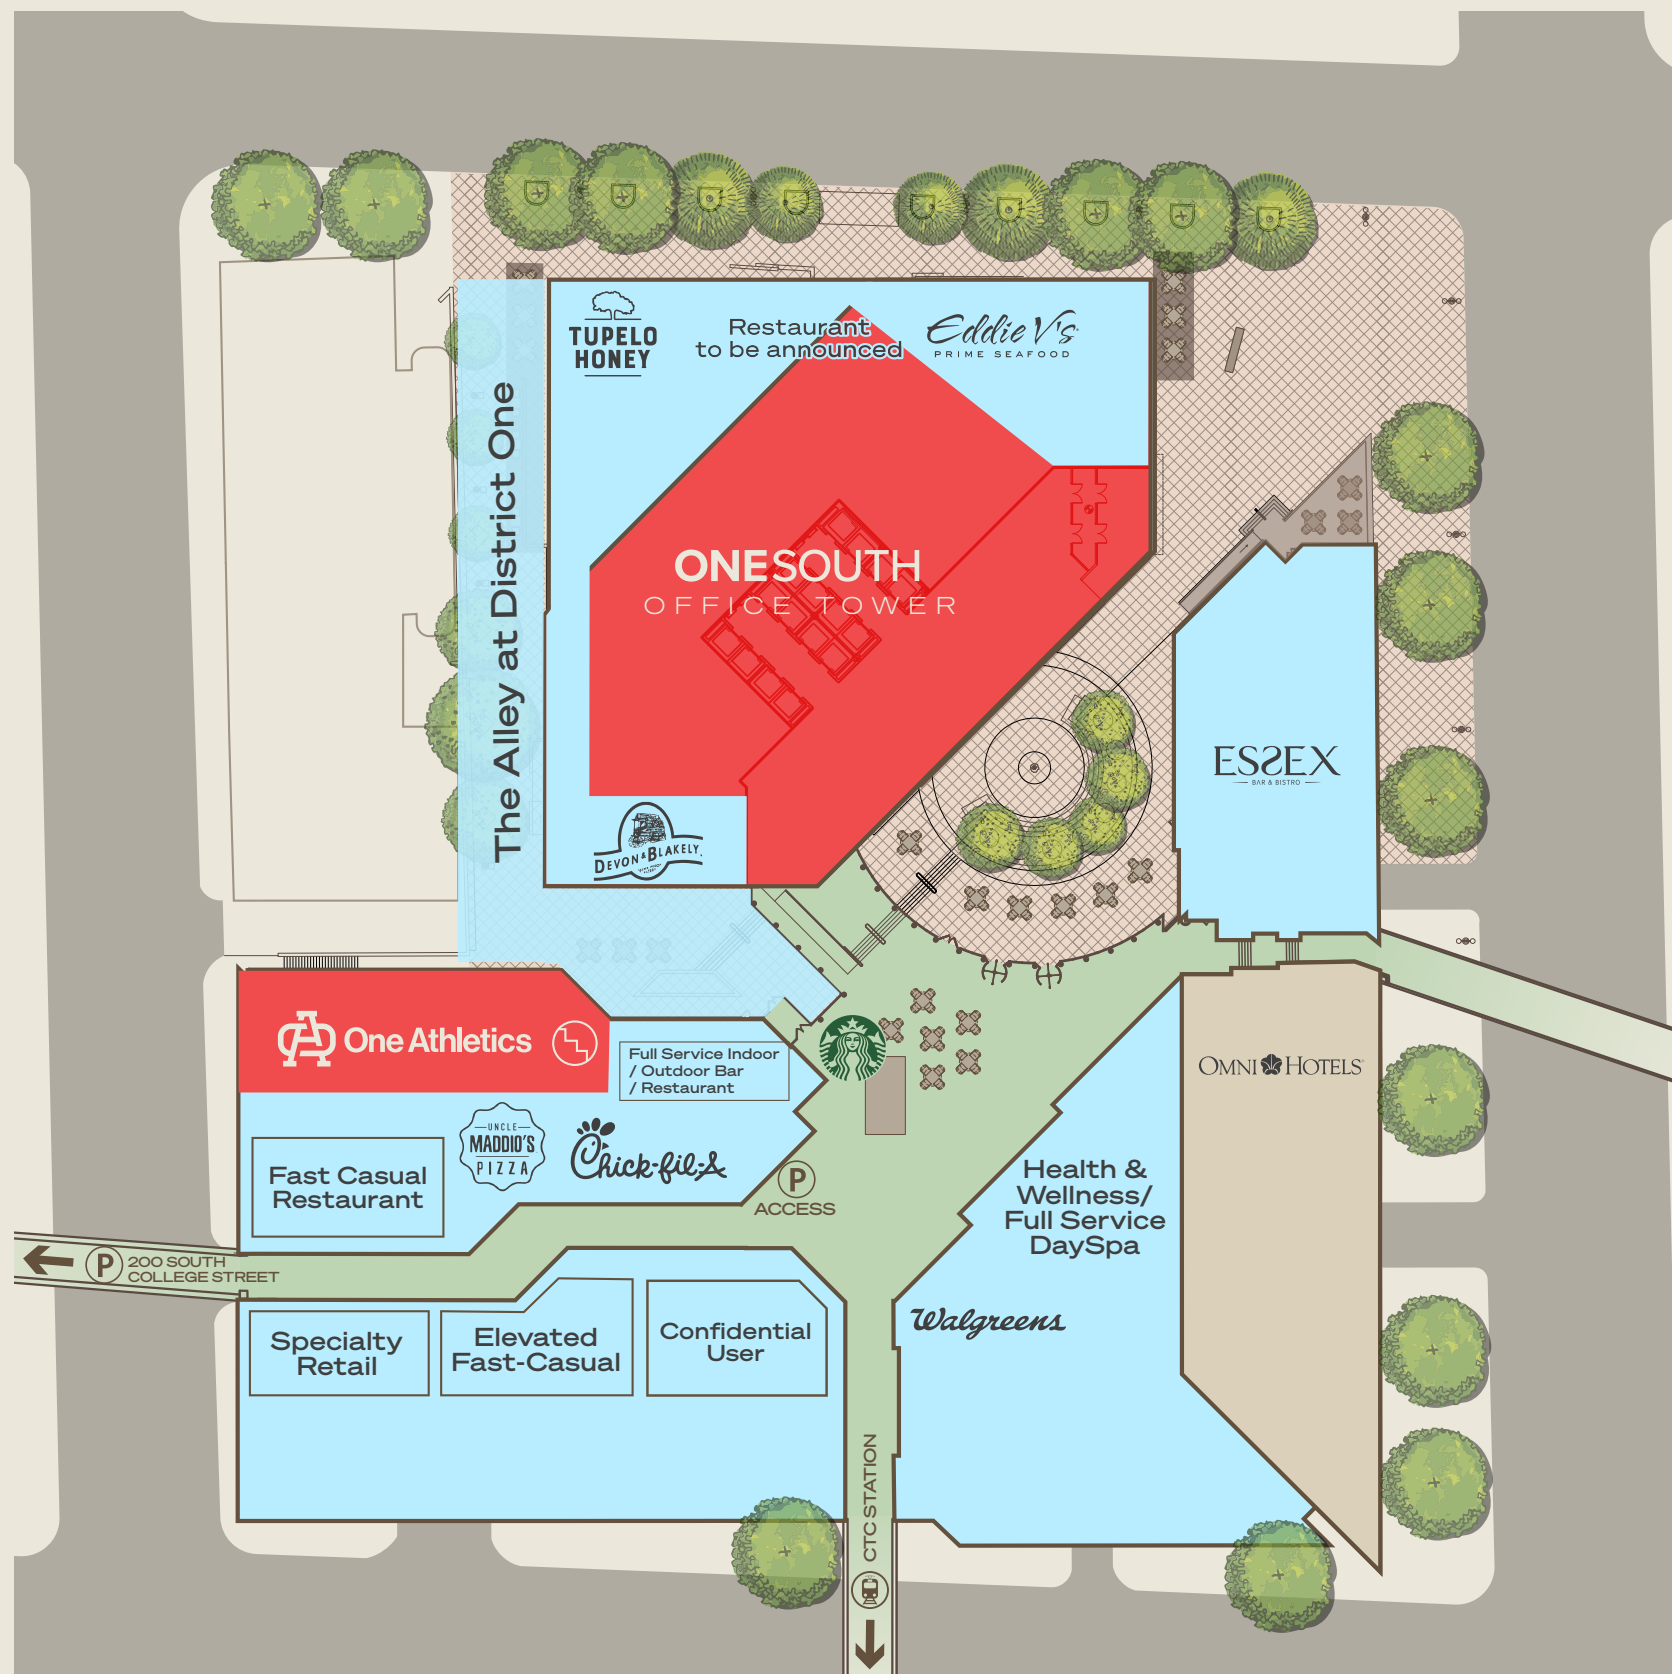 TUPELO
HONEY
Restaurant
to be announced
Eddie V's
PRIME SEAFOOD
The Alley at District One
ONESOUTH
OFFICE TOWER
ESSEX
BAR & BISTRO
DEVON & BLAKELY
One Athletics
Full Service Indoor
/ Outdoor Bar
/ Restaurant
OMNI HOTELS
UNCLE
MADDIO'S
PIZZA
Chick-fil-A
Fast Casual
Restaurant
P
ACCESS
Health &
Wellness/
Full Service
DaySpa
P
200 SOUTH
COLLEGE STREET
Specialty
Retail
Elevated
Fast-Casual
Confidential
User
Walgreens
CTC STATION